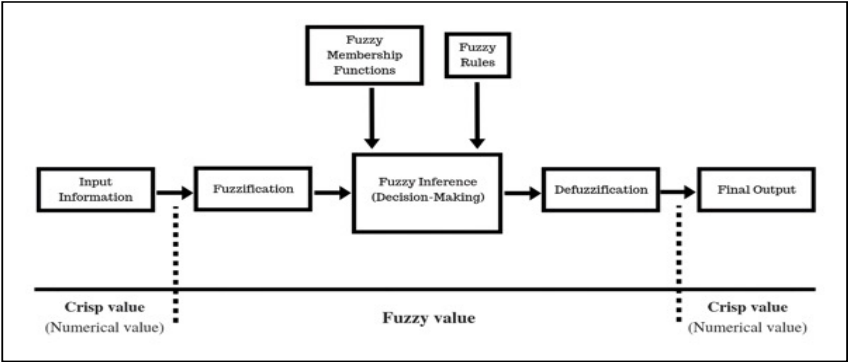 Fuzzy
Membership
Functions
Fuzzy
Rules
Input
Information
Fuzzification
Fuzzy Inference
(Decision-Making)
Defuzzification
Final Output
Crisp value
(Numerical value)
Fuzzy value
Crisp value
(Numerical value)